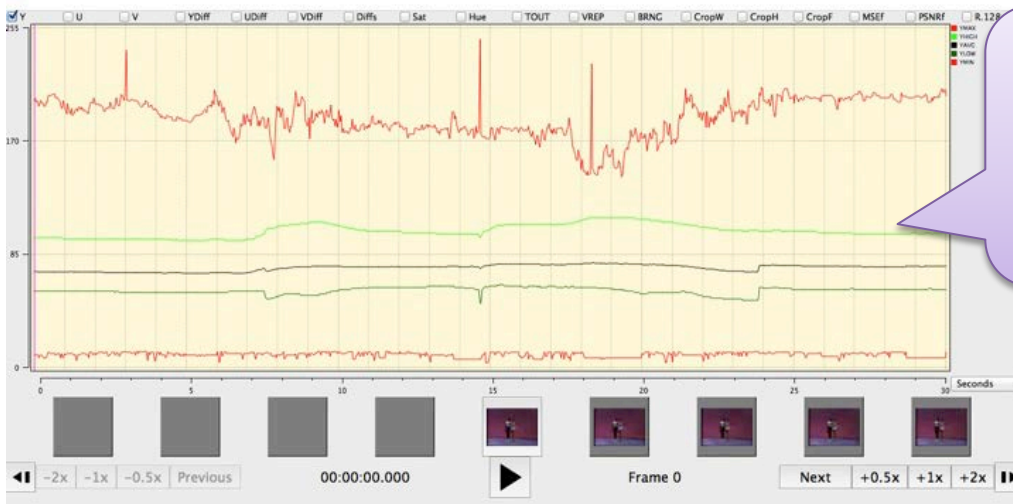 Y U V YDiff UDiff VDiff Diffs Sat Hue TOUT VREP BRNG CropW CropH CropF MSEf PSNRf R.128
255
170
85
0
YMAX
YHIGH
YAVG
YLOW
YMIN
0 5 10 15 20 25 30 Seconds
-2x -1x -0.5x Previous 00:00:00.000 Frame 0 Next +0.5x +1x +2x